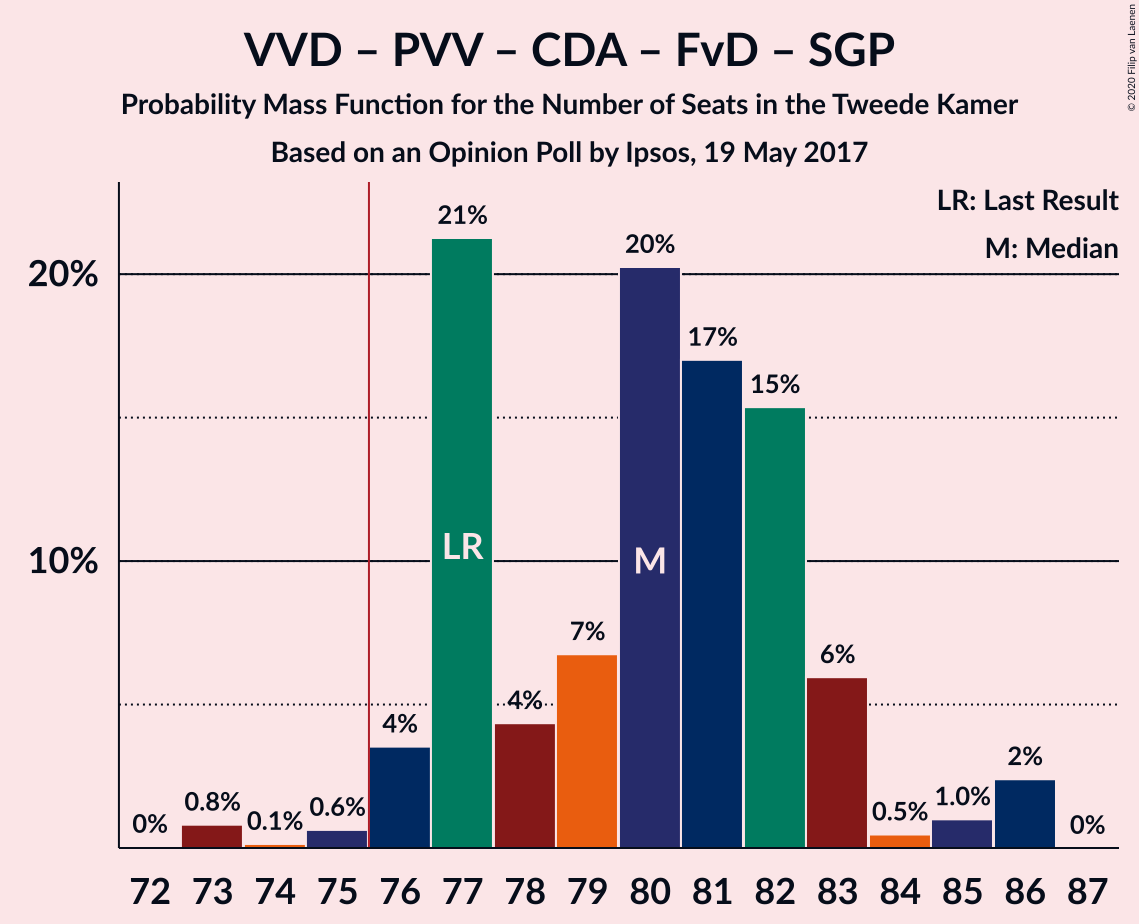 VVD – PVV – CDA – FvD – SGP
Probability Mass Function for the Number of Seats in the Tweede Kamer
Based on an Opinion Poll by Ipsos, 19 May 2017
© 2020 Filip van Laenen
LR: Last Result
M: Median
20%
10%
0%
0.8%
0.1%
0.6%
4%
21%
4%
7%
20%
17%
15%
6%
0.5%
1.0%
2%
0%
LR
M
72 73 74 75 76 77 78 79 80 81 82 83 84 85 86 87